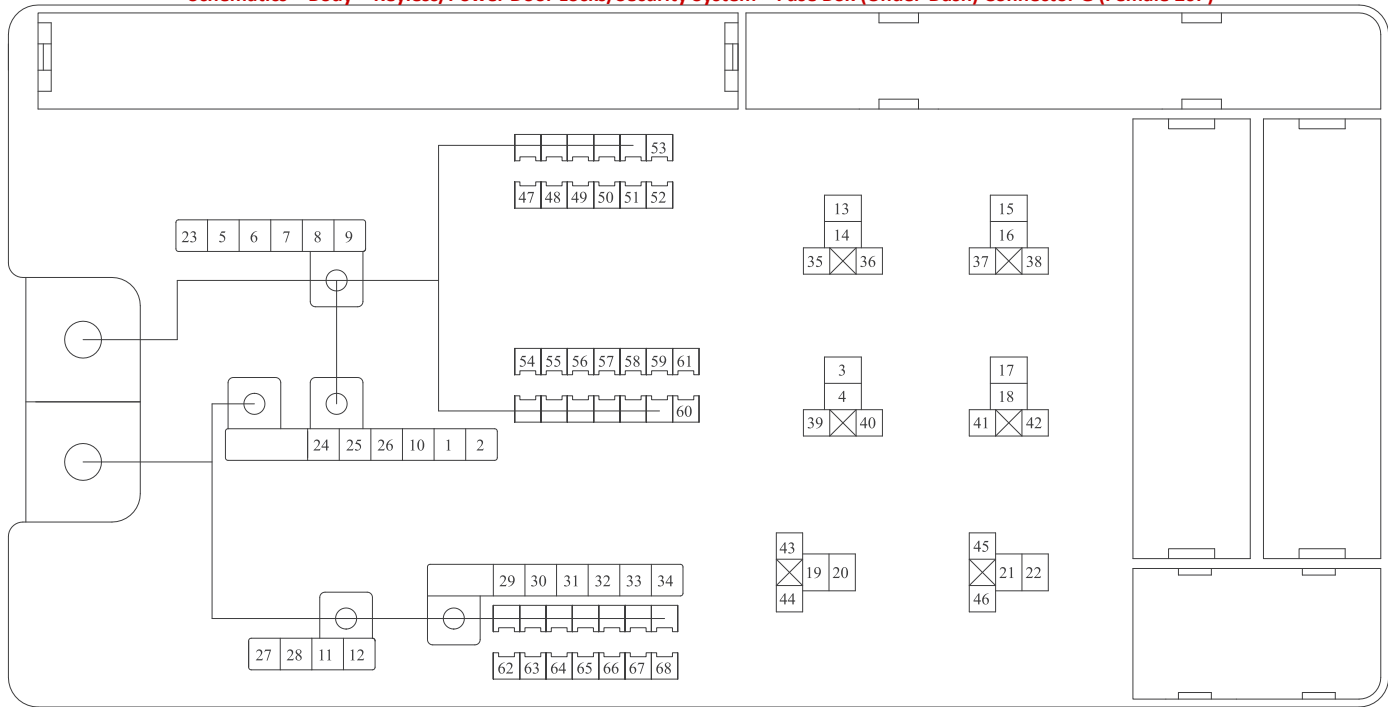 Schematics – Body – Keyless/Power Door Locks/Security System – Fuse Box (Under Dash) Connector (Female
53
47 48 49 50 51 52
13 15
14 16
23 5 6 7 8 9
35 36 37 38
54 55 56 57 58 59 61
3 17
4 18
60
39 40 41 42
24 25 26 10 1 2
43 45
19 20 21 22
44 46
29 30 31 32 33 34
27 28 11 12
62 63 64 65 66 67 68